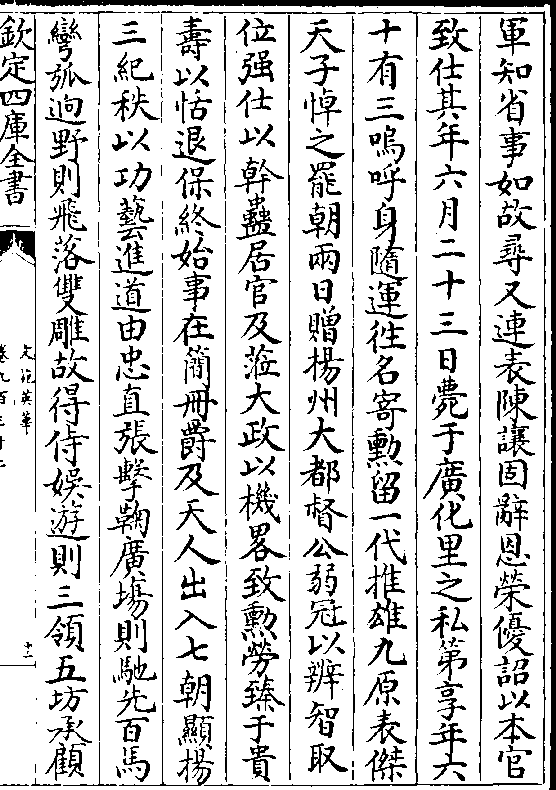 軍知省事如故尋又連表陳讓固辭恩榮優詔以本官
致仕其年六月二十三日薨于廣化里之私第享年六
十有三嗚呼身隨運徃名寄勳留一代推雄九原表傑
天子悼之罷朝兩日贈揚州大都督公弱冠以辨智取
位强仕以幹蠱居官及蒞大政以機畧致勲勞臻于貴
壽以恬退保終始事在簡冊爵及天人出入七朝顯揚
三紀秩以功藝進道由忠直張擊鞠廣塲則馳先百馬
彎弧逈野則飛落雙雕故得侍娛游則三領五坊承顧
欽定四庫全書
文苑英華
卷九百三十二
十二